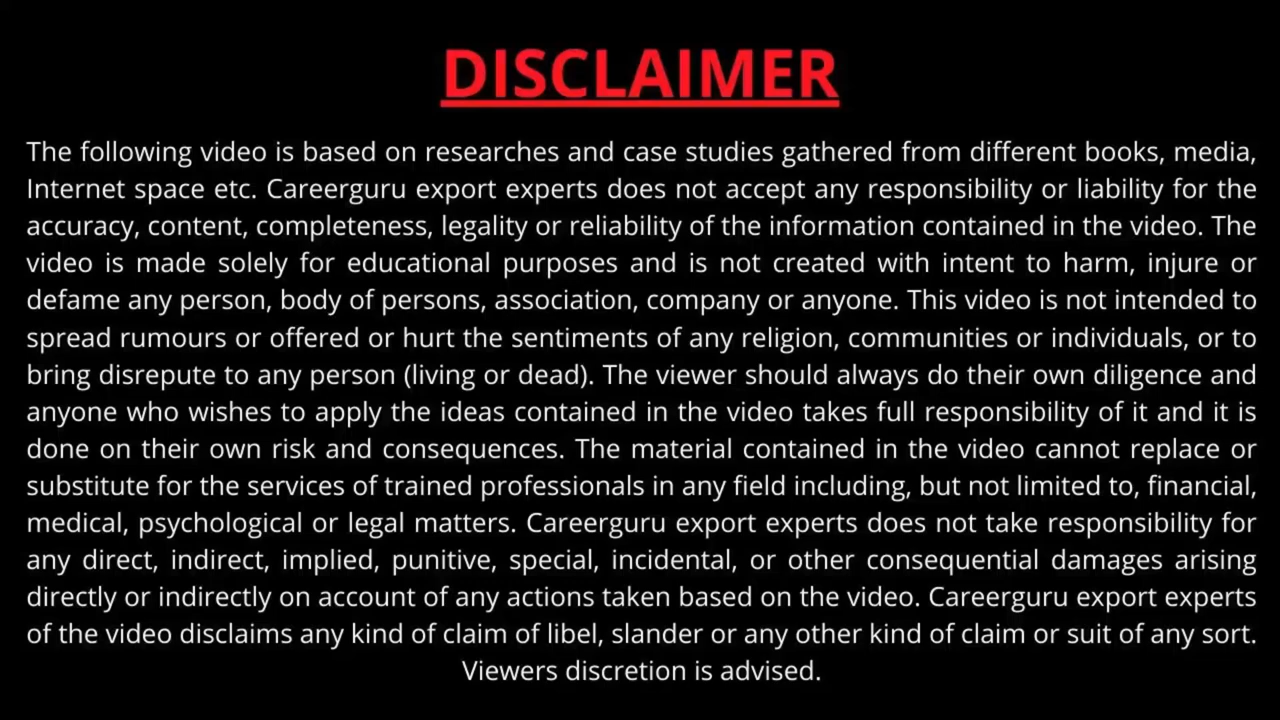 DISCLAIMER
The following video is based on researches and case studies gathered from different books, media,
Internet space etc. Careerguru export experts does not accept any responsibility or liability for the
accuracy, content, completeness, legality or reliability of the information contained in the video. The
video is made solely for educational purposes and is not created with intent to harm, injure or
defame any person, body of persons, association, company or anyone. This video is not intended to
spread rumours or offered or hurt the sentiments of any religion, communities or individuals, or to
bring disrepute to any person (living or dead). The viewer should always do their own diligence and
anyone who wishes to apply the ideas contained in the video takes full responsibility of it and it is
done on their own risk and consequences. The material contained in the video cannot replace or
substitute for the services of trained professionals in any field including, but not limited to, financial,
medical, psychological or legal matters. Careerguru export experts does not take responsibility for
any direct, indirect, implied, punitive, special, incidental, or other consequential damages arising
directly or indirectly on account of any actions taken based on the video. Careerguru export experts
of the video disclaims any kind of claim of libel, slander or any other kind of claim or suit of any sort.
Viewers discretion is advised.